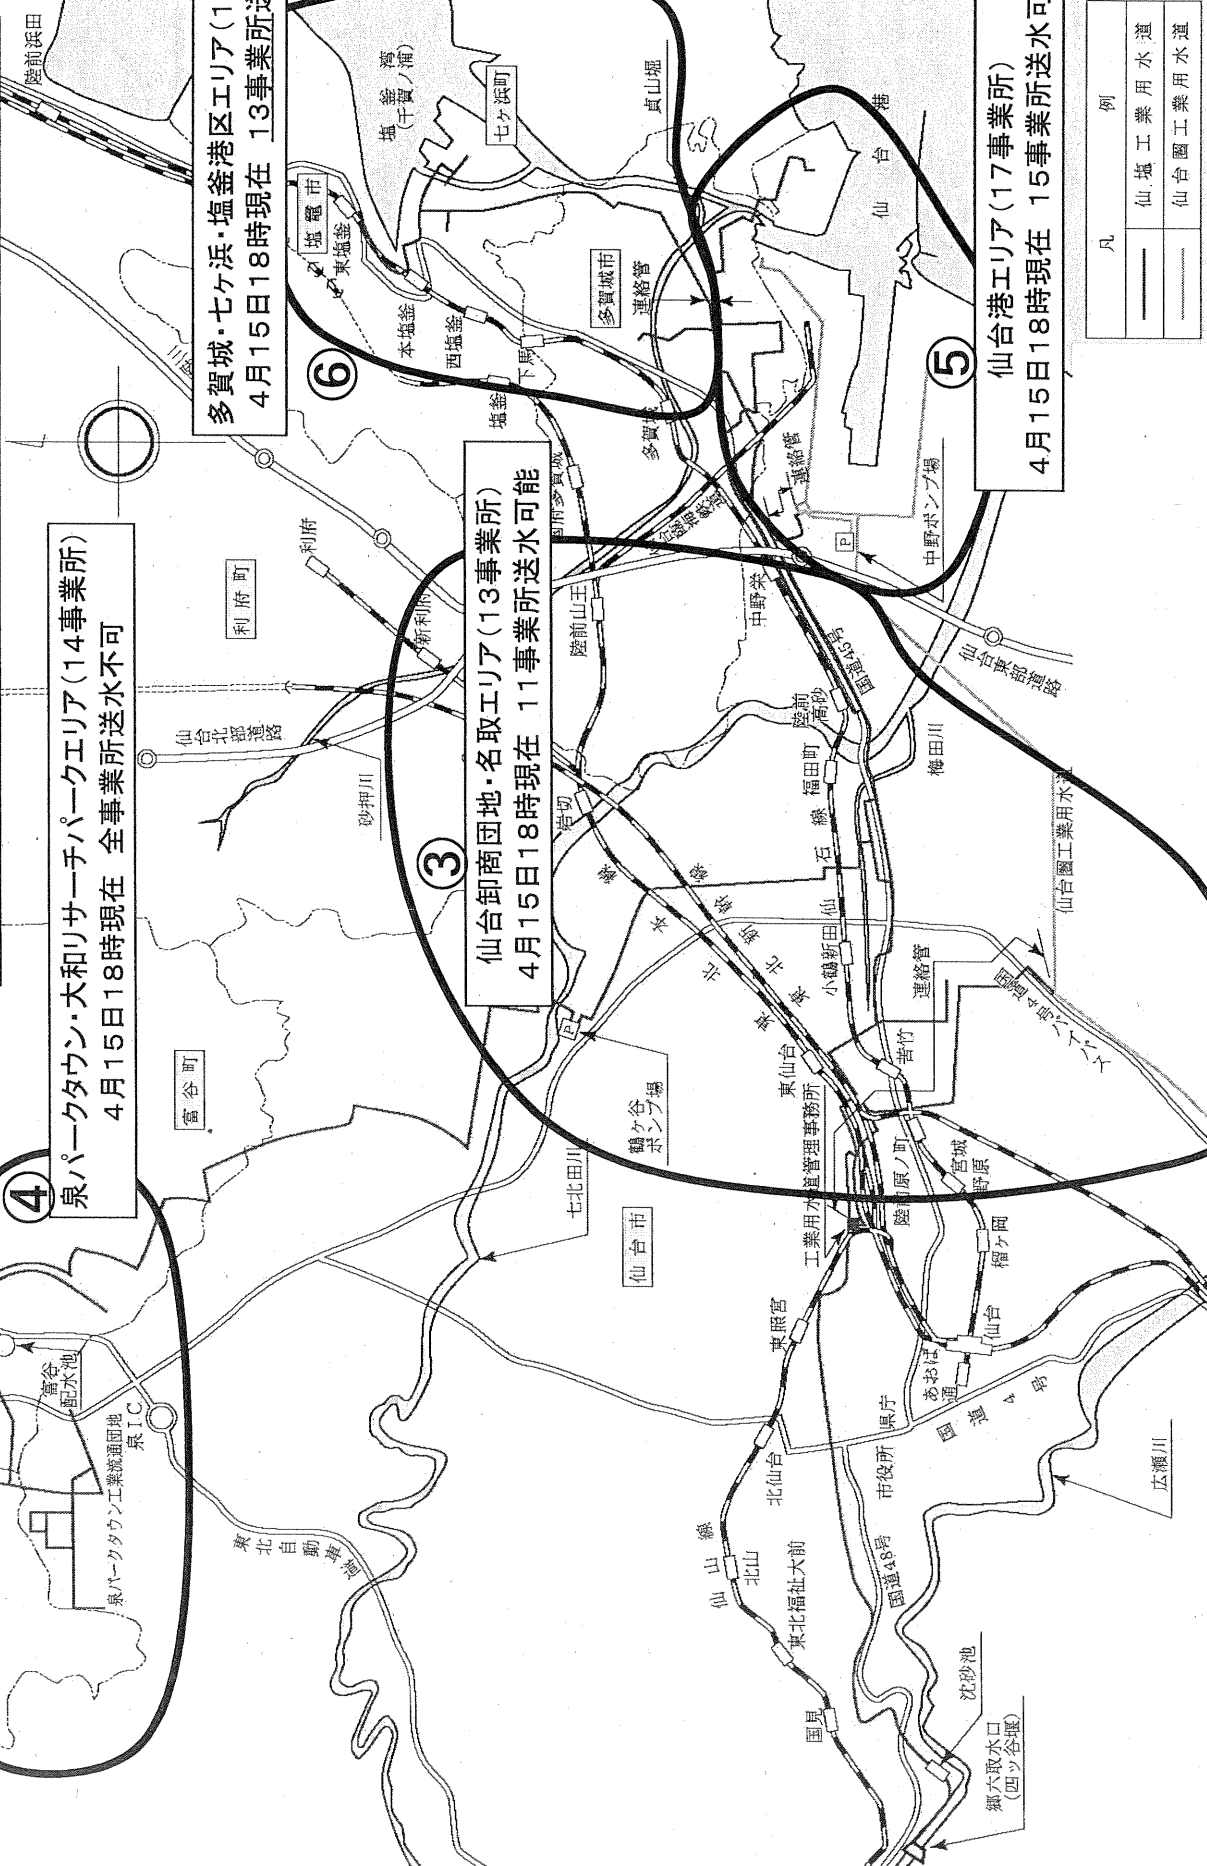 ④
泉パークタウン・大和リサーチパークエリア(14事業所)
4月15日18時現在 全事業所送水不可
③
仙台卸商団地・名取エリア(13事業所)
4月15日18時現在 11事業所送水可能
⑥
多賀城・七ヶ浜・塩釜港区エリア(1
4月15日18時現在 13事業所送
⑤
仙台港エリア(17事業所)
4月15日18時現在 15事業所送水可
凡例
仙塩工業用水道
仙台圏工業用水道
陸前浜田
塩釜湾
(千賀ノ浦)
七ヶ浜町
貞山堀
仙台港
塩竈市
東塩釜
本塩釜
西塩釜
下馬
塩釜
多賀城市
連絡管
多賀城
連絡管
中野ポンプ場
P
中野栄
国道45号
仙台東部道路
利府町
利府
新利府
陸前山王
仙台北部道路
砂押川
岩切
陸前高砂
福田町
梅田川
仙石線
小鶴新田
仙台圏工業用水道
連絡管
国道4号バイパス
苦竹
東北本線
東北新幹線
東仙台
工業用水道管理事務所
陸前原ノ町
宮城野原
榴ヶ岡
仙台
あおば通
富谷町
鶴ヶ谷ポンプ場
P
七北田川
仙台市
東照宮
北仙台
県庁
市役所
国道4号
広瀬川
富谷配水池
泉I.C
泉パークタウン工業流通団地
東北自動車道
仙山線
北山
東北福祉大前
国道48号
国見
沈砂池
郷六取水口
(四ッ谷堰)